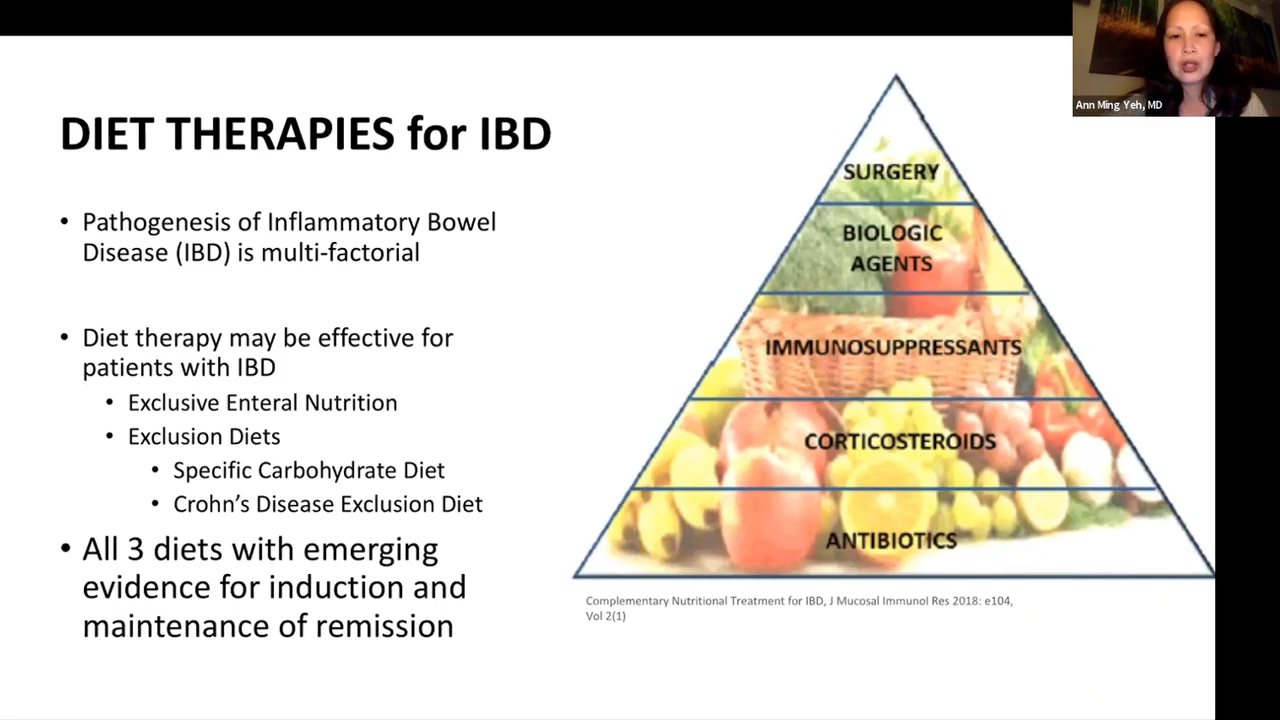 Ann Ming Yeh, MD
DIET THERAPIES for IBD
• Pathogenesis of Inflammatory Bowel
Disease (IBD) is multi-factorial
• Diet therapy may be effective for
patients with IBD
• Exclusive Enteral Nutrition
• Exclusion Diets
• Specific Carbohydrate Diet
• Crohn’s Disease Exclusion Diet
• All 3 diets with emerging
evidence for induction and
maintenance of remission
SURGERY
BIOLOGIC
AGENTS
IMMUNOSUPPRESSANTS
CORTICOSTEROIDS
ANTIBIOTICS
Complementary Nutritional Treatment for IBD, J Mucosal Immunol Res 2018: e104,
Vol 2(1)